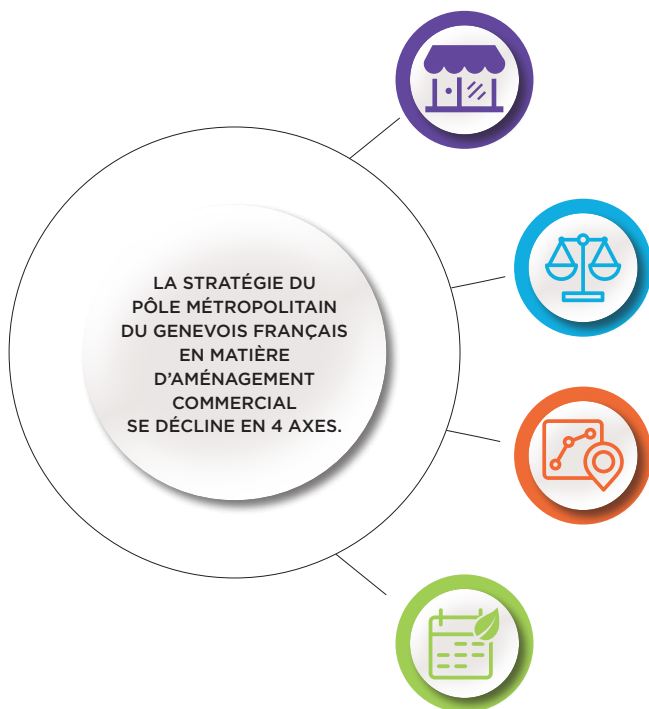 LA STRATÉGIE DU
PÔLE MÉTROPOLITAIN
DU GENEVOIS FRANÇAIS
EN MATIÈRE
D’AMÉNAGEMENT
COMMERCIAL
SE DÉCLINE EN 4 AXES.